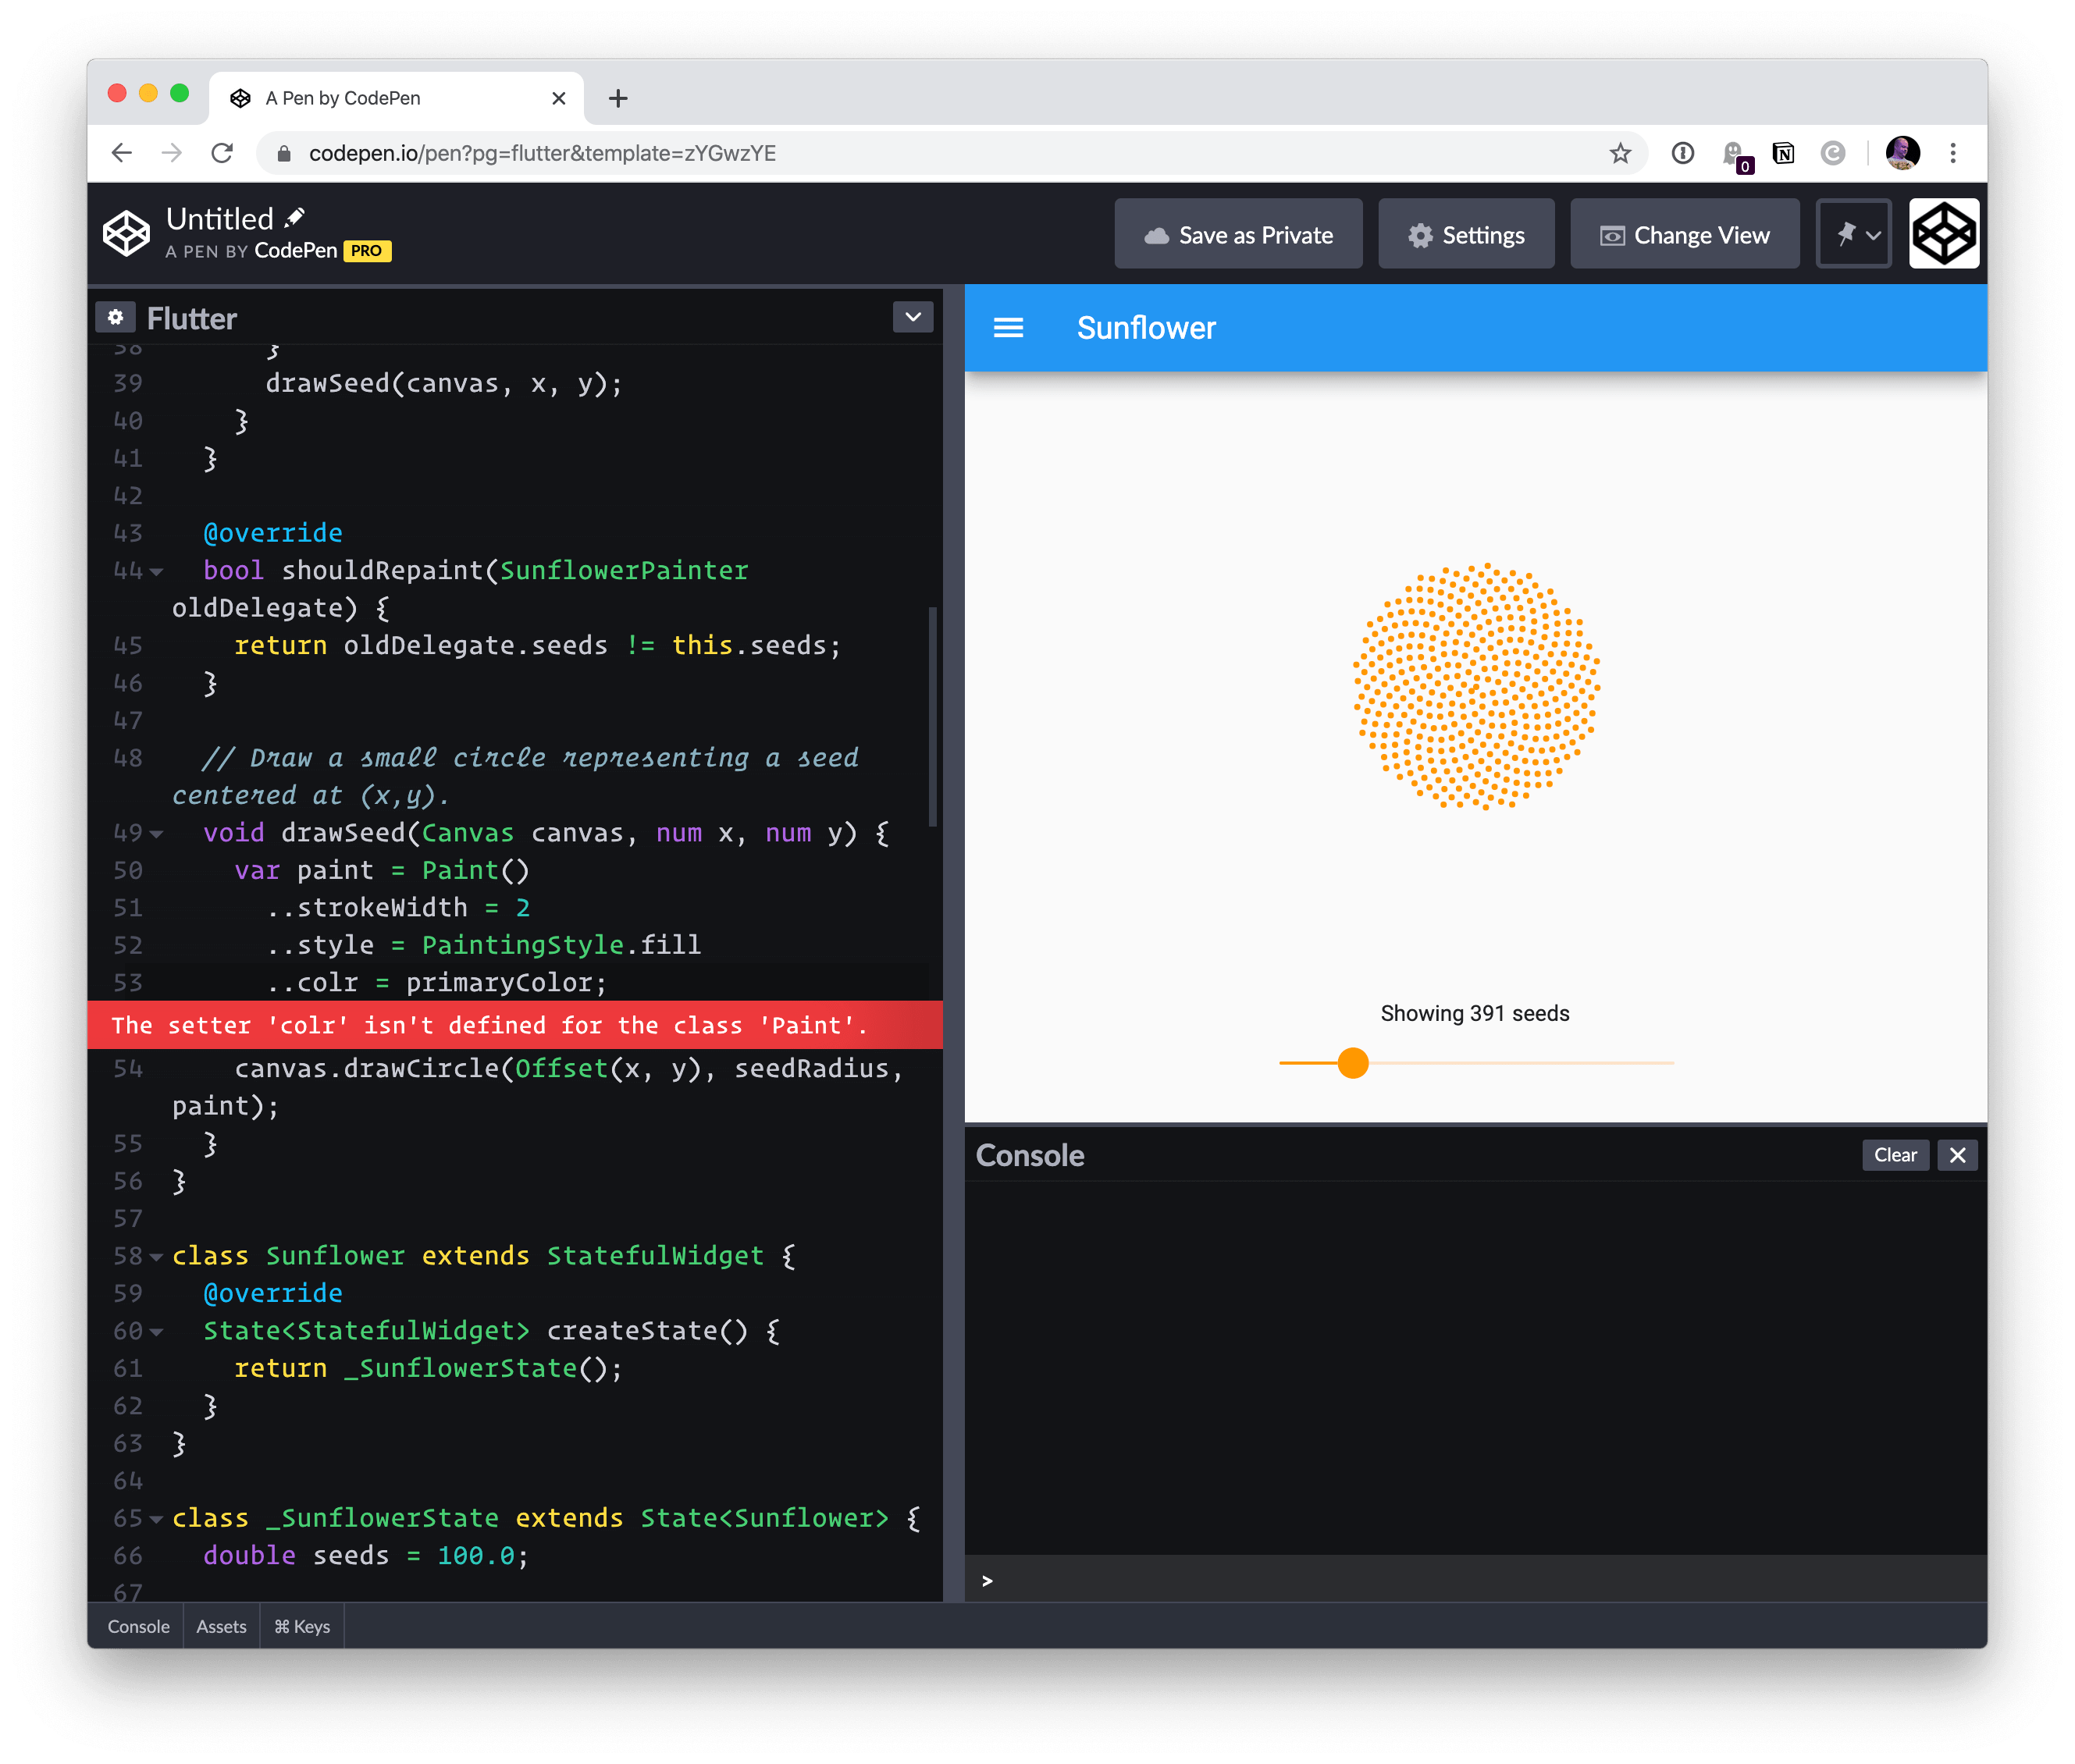 A Pen by CodePen
codepen.io/pen?pg=flutter&template=zYGwzYE
0
Untitled
A PEN BY CodePen PRO
Save as Private
Settings
Change View
Flutter
38 }
39 drawSeed(canvas, x, y);
40 }
41 }
42
43 @override
44 bool shouldRepaint(SunflowerPainter
oldDelegate) {
45 return oldDelegate.seeds != this.seeds;
46 }
47
48 // Draw a small circle representing a seed
centered at (x,y).
49 void drawSeed(Canvas canvas, num x, num y) {
50 var paint = Paint()
51 ..strokeWidth = 2
52 ..style = PaintingStyle.fill
53 ..colr = primaryColor;
The setter 'colr' isn't defined for the class 'Paint'.
54 canvas.drawCircle(Offset(x, y), seedRadius,
paint);
55 }
56 }
57
58 class Sunflower extends StatefulWidget {
59 @override
60 State<StatefulWidget> createState() {
61 return _SunflowerState();
62 }
63 }
64
65 class _SunflowerState extends State<Sunflower> {
66 double seeds = 100.0;
67
Sunflower
Showing 391 seeds
Console
Clear
>
Console
Assets
⌘ Keys